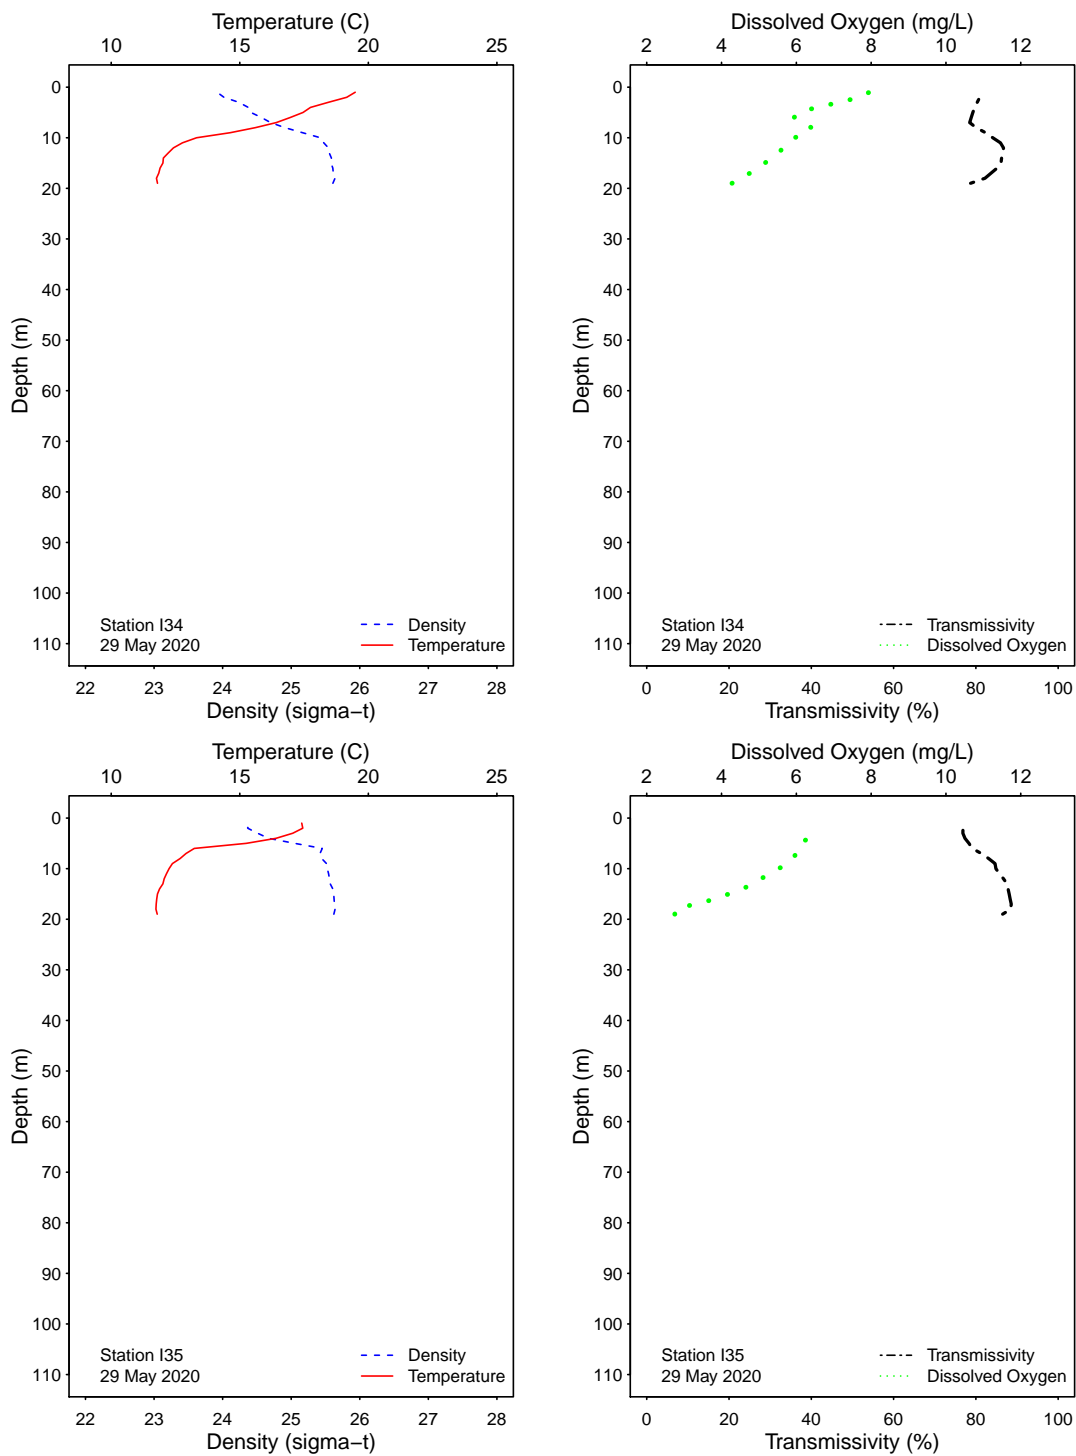 Temperature (C)
10 15 20 25
0
10
20
30
40
50
60
70
80
90
100
110
Depth (m)
Station I34
29 May 2020
Density
Temperature
22 23 24 25 26 27 28
Density (sigma−t)
Dissolved Oxygen (mg/L)
2 4 6 8 10 12
0
10
20
30
40
50
60
70
80
90
100
110
Depth (m)
Station I34
29 May 2020
Transmissivity
Dissolved Oxygen
0 20 40 60 80 100
Transmissivity (%)
Temperature (C)
10 15 20 25
0
10
20
30
40
50
60
70
80
90
100
110
Depth (m)
Station I35
29 May 2020
Density
Temperature
22 23 24 25 26 27 28
Density (sigma−t)
Dissolved Oxygen (mg/L)
2 4 6 8 10 12
0
10
20
30
40
50
60
70
80
90
100
110
Depth (m)
Station I35
29 May 2020
Transmissivity
Dissolved Oxygen
0 20 40 60 80 100
Transmissivity (%)